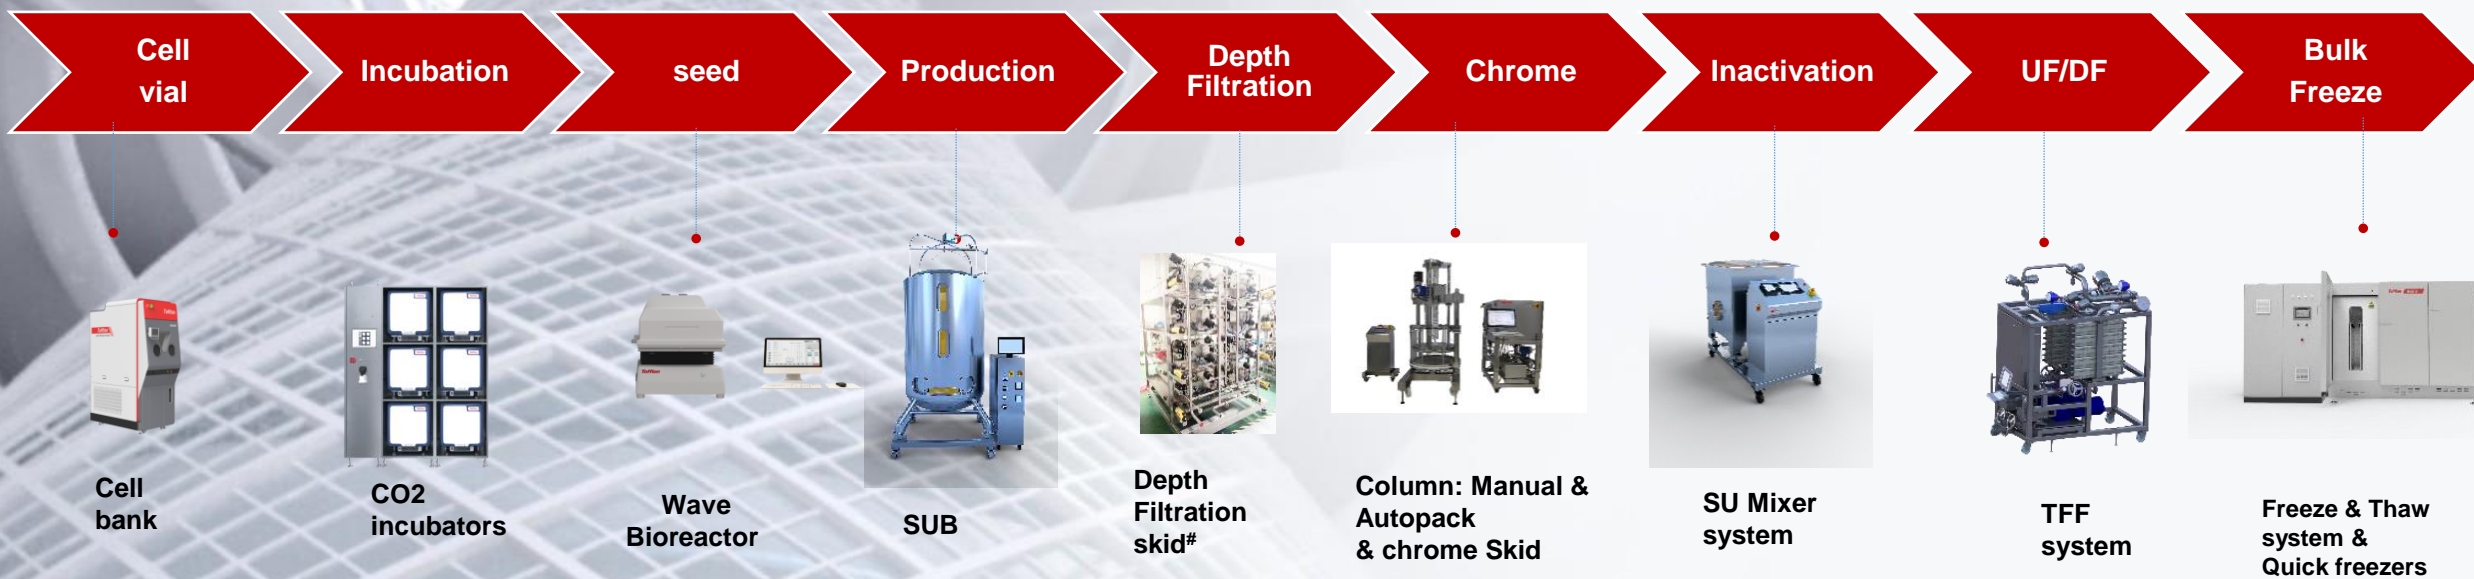 Cell
vial
Incubation
seed
Production
Depth
Filtration
Chrome
Inactivation
UF/DF
Bulk
Freeze
Cell
bank
CO2
incubators
Wave
Bioreactor
SUB
Depth
Filtration
skid#
Column: Manual &
Autopack
& chrome Skid
SU Mixer
system
TFF
system
Freeze & Thaw
system &
Quick freezers